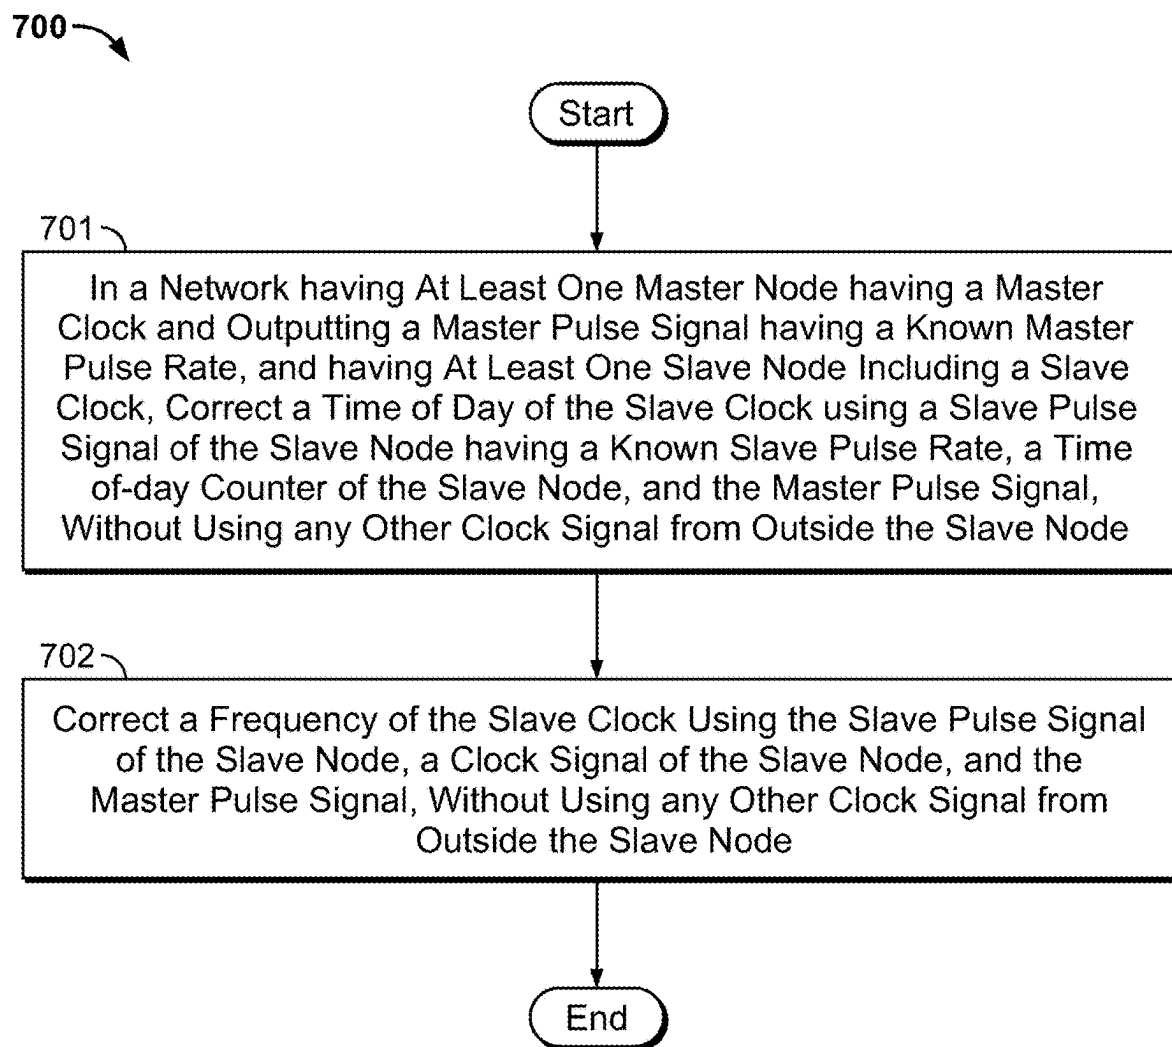 700
Start
701
In a Network having At Least One Master Node having a Master
Clock and Outputting a Master Pulse Signal having a Known Master
Pulse Rate, and having At Least One Slave Node Including a Slave
Clock, Correct a Time of Day of the Slave Clock using a Slave Pulse
Signal of the Slave Node having a Known Slave Pulse Rate, a Time
of-day Counter of the Slave Node, and the Master Pulse Signal,
Without Using any Other Clock Signal from Outside the Slave Node
702
Correct a Frequency of the Slave Clock Using the Slave Pulse Signal
of the Slave Node, a Clock Signal of the Slave Node, and the
Master Pulse Signal, Without Using any Other Clock Signal from
Outside the Slave Node
End